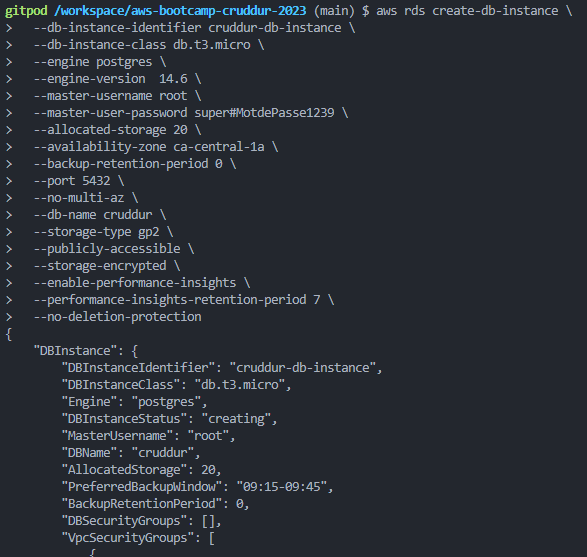 gitpod /workspace/aws-bootcamp-cruddur-2023 (main) $ aws rds create-db-instance \
>   --db-instance-identifier cruddur-db-instance \
>   --db-instance-class db.t3.micro \
>   --engine postgres \
>   --engine-version  14.6 \
>   --master-username root \
>   --master-user-password super#MotdePasse1239 \
>   --allocated-storage 20 \
>   --availability-zone ca-central-1a \
>   --backup-retention-period 0 \
>   --port 5432 \
>   --no-multi-az \
>   --db-name cruddur \
>   --storage-type gp2 \
>   --publicly-accessible \
>   --storage-encrypted \
>   --enable-performance-insights \
>   --performance-insights-retention-period 7 \
>   --no-deletion-protection
{
    "DBInstance": {
        "DBInstanceIdentifier": "cruddur-db-instance",
        "DBInstanceClass": "db.t3.micro",
        "Engine": "postgres",
        "DBInstanceStatus": "creating",
        "MasterUsername": "root",
        "DBName": "cruddur",
        "AllocatedStorage": 20,
        "PreferredBackupWindow": "09:15-09:45",
        "BackupRetentionPeriod": 0,
        "DBSecurityGroups": [],
        "VpcSecurityGroups": [
            {